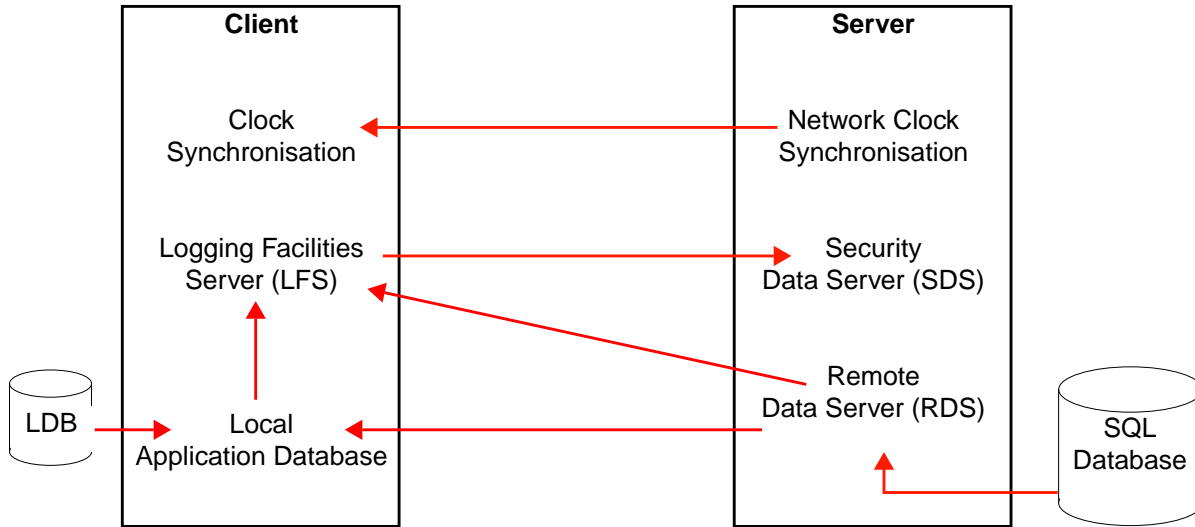 Client
Server
Clock
Synchronisation
Network Clock
Synchronisation
Logging Facilities
Server (LFS)
Security
Data Server (SDS)
Remote
Data Server (RDS)
LDB
Local
Application Database
SQL
Database